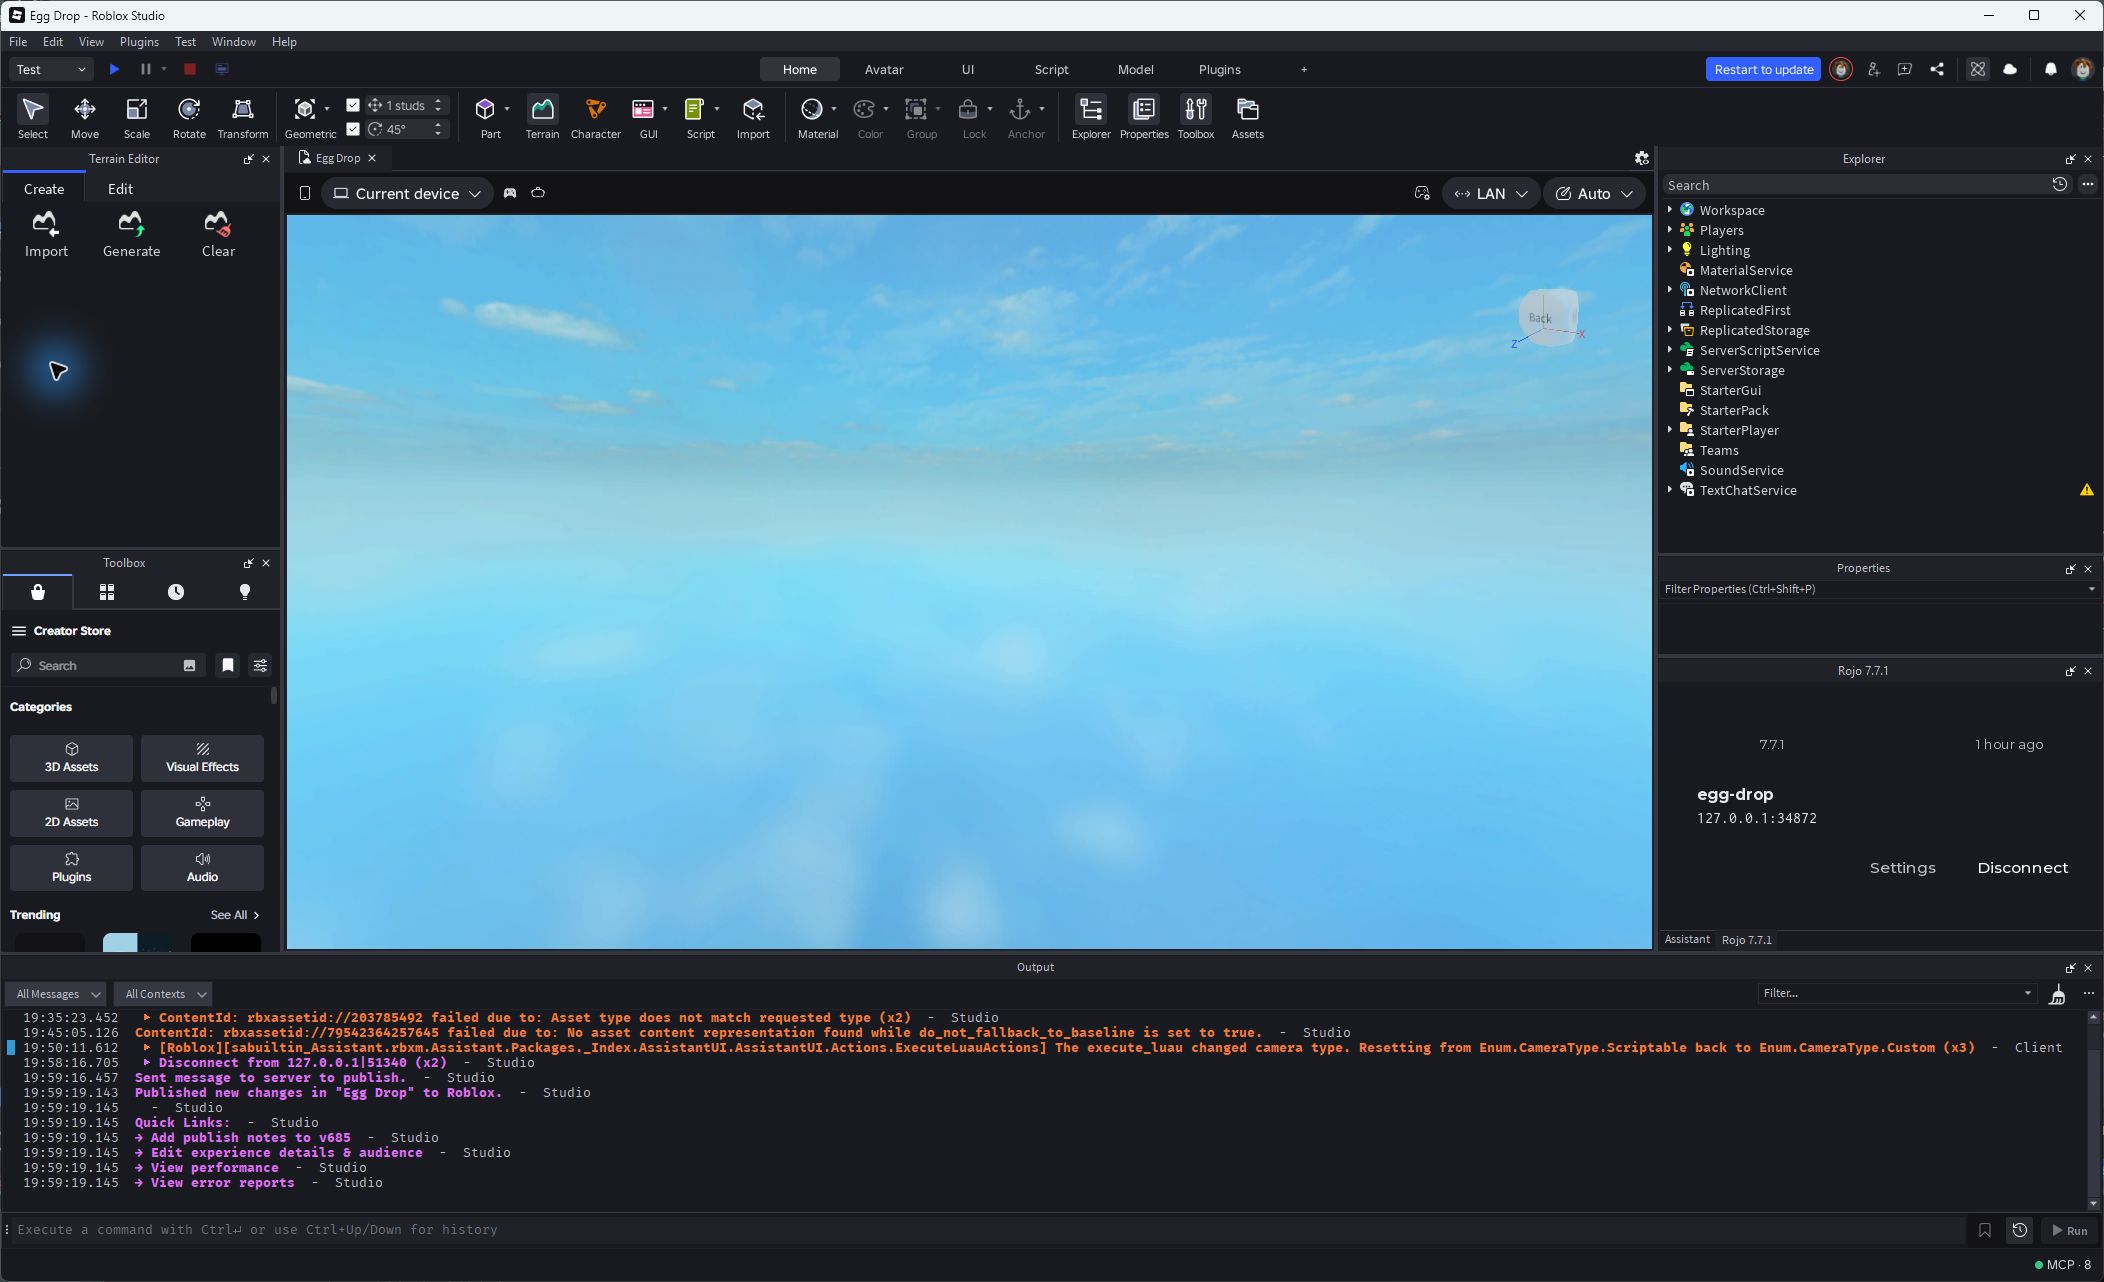 Egg Drop - Roblox Studio
File Edit View Plugins Test Window Help
Test
Home Avatar UI Script Model Plugins +
Restart to update
Select Move Scale Rotate Transform Geometric
1 studs
45°
Part Terrain Character GUI Script Import Material Color Group Lock Anchor Explorer Properties Toolbox Assets
Terrain Editor
Create Edit
Import Generate Clear
Egg Drop
Current device
LAN
Auto
Back
Z
X
Explorer
Search
Workspace
Players
Lighting
MaterialService
NetworkClient
ReplicatedFirst
ReplicatedStorage
ServerScriptService
ServerStorage
StarterGui
StarterPack
StarterPlayer
Teams
SoundService
TextChatService
Toolbox
Creator Store
Search
Categories
3D Assets
Visual Effects
2D Assets
Gameplay
Plugins
Audio
Trending
See All
Properties
Filter Properties (Ctrl+Shift+P)
Rojo 7.7.1
7.7.1
1 hour ago
egg-drop
127.0.0.1:34872
Settings
Disconnect
Assistant
Rojo 7.7.1
Output
All Messages
All Contexts
Filter...
19:35:23.452 ContentId: rbxassetid://203785492 failed due to: Asset type does not match requested type (x2) - Studio
19:45:05.126 ContentId: rbxassetid://79542364257645 failed due to: No asset content representation found while do_not_fallback_to_baseline is set to true. - Studio
19:50:11.612 [Roblox][sabuiltin_Assistant.rbxm.Assistant.Packages._Index.AssistantUI.AssistantUI.Actions.ExecuteLuauActions] The execute_luau changed camera type. Resetting from Enum.CameraType.Scriptable back to Enum.CameraType.Custom (x3) - Client
19:58:16.705 Disconnect from 127.0.0.1|51340 (x2) - Studio
19:59:16.457 Sent message to server to publish. - Studio
19:59:19.143 Published new changes in "Egg Drop" to Roblox. - Studio
19:59:19.145 - Studio
19:59:19.145 Quick Links: - Studio
19:59:19.145 → Add publish notes to v685 - Studio
19:59:19.145 → Edit experience details & audience - Studio
19:59:19.145 → View performance - Studio
19:59:19.145 → View error reports - Studio
Execute a command with Ctrl↵ or use Ctrl+Up/Down for history
Run
MCP · 8